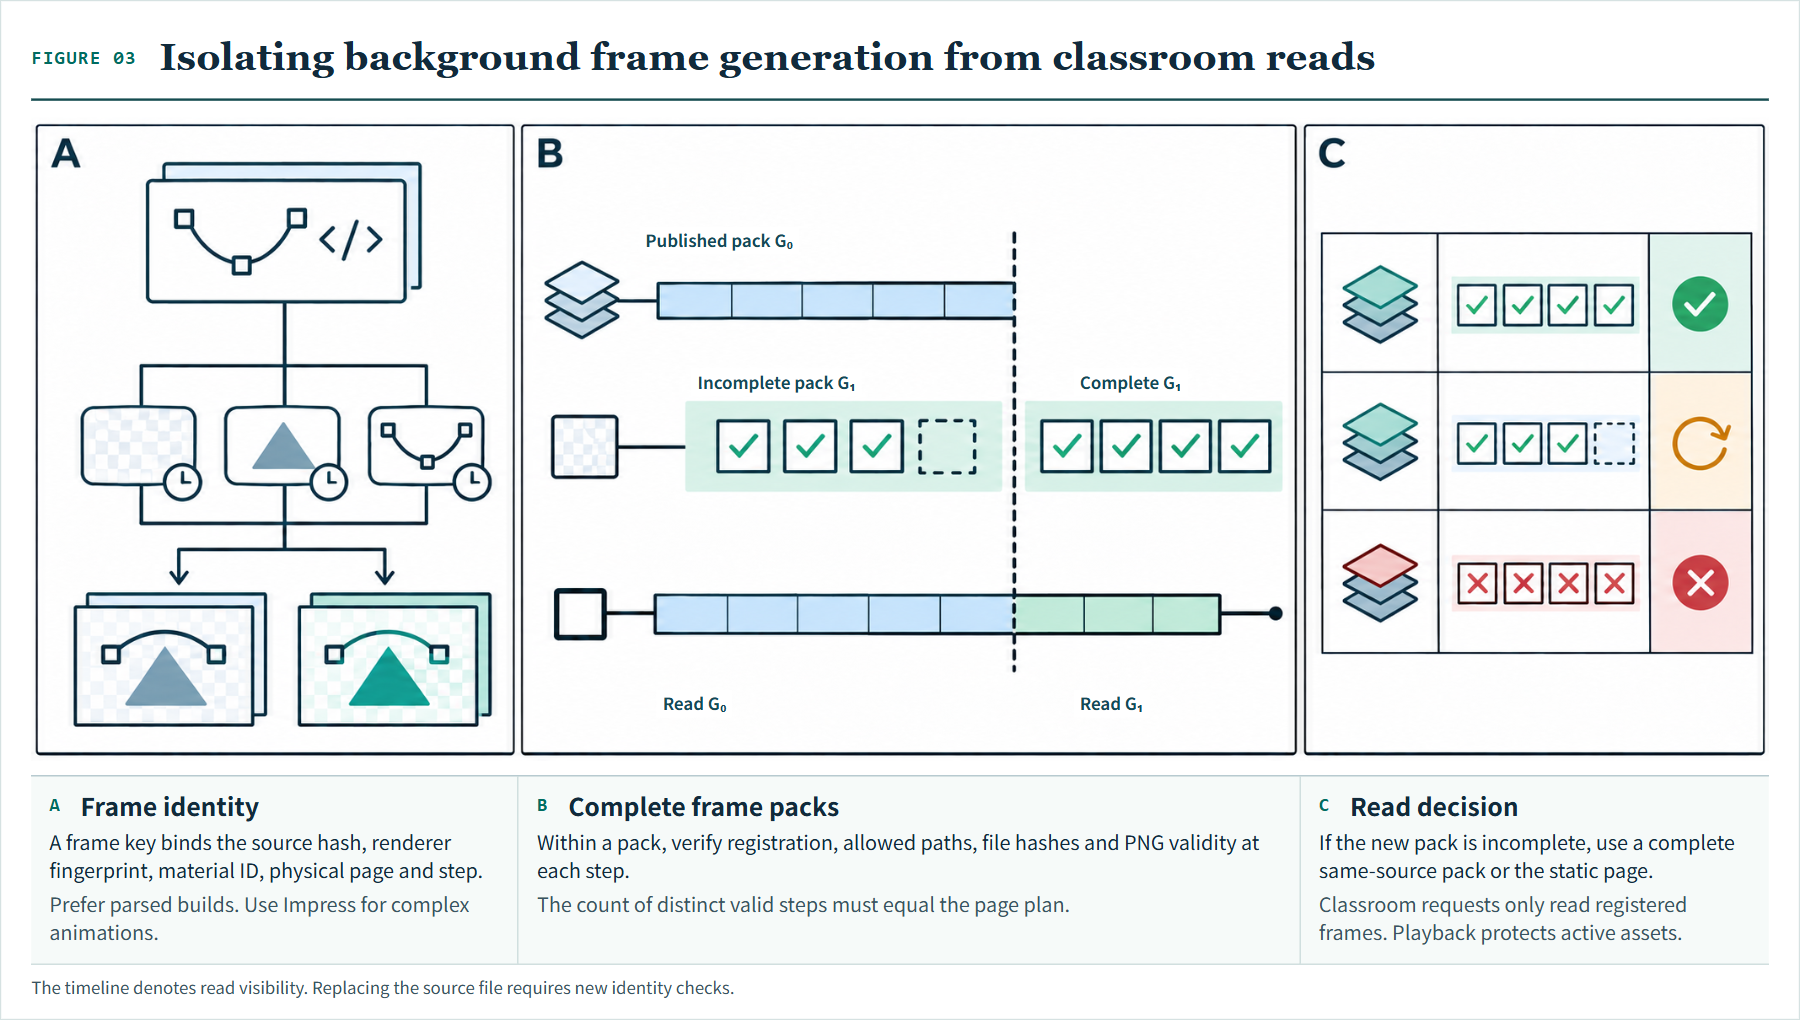 FIGURE 03 Isolating background frame generation from classroom reads
A
</>
B
Published pack G₀
Incomplete pack G₁
Complete G₁
Read G₀
Read G₁
C
A Frame identity
A frame key binds the source hash, renderer
fingerprint, material ID, physical page and step.
Prefer parsed builds. Use Impress for complex
animations.
B Complete frame packs
Within a pack, verify registration, allowed paths, file hashes and PNG validity at
each step.
The count of distinct valid steps must equal the page plan.
C Read decision
If the new pack is incomplete, use a complete
same-source pack or the static page.
Classroom requests only read registered
frames. Playback protects active assets.
The timeline denotes read visibility. Replacing the source file requires new identity checks.